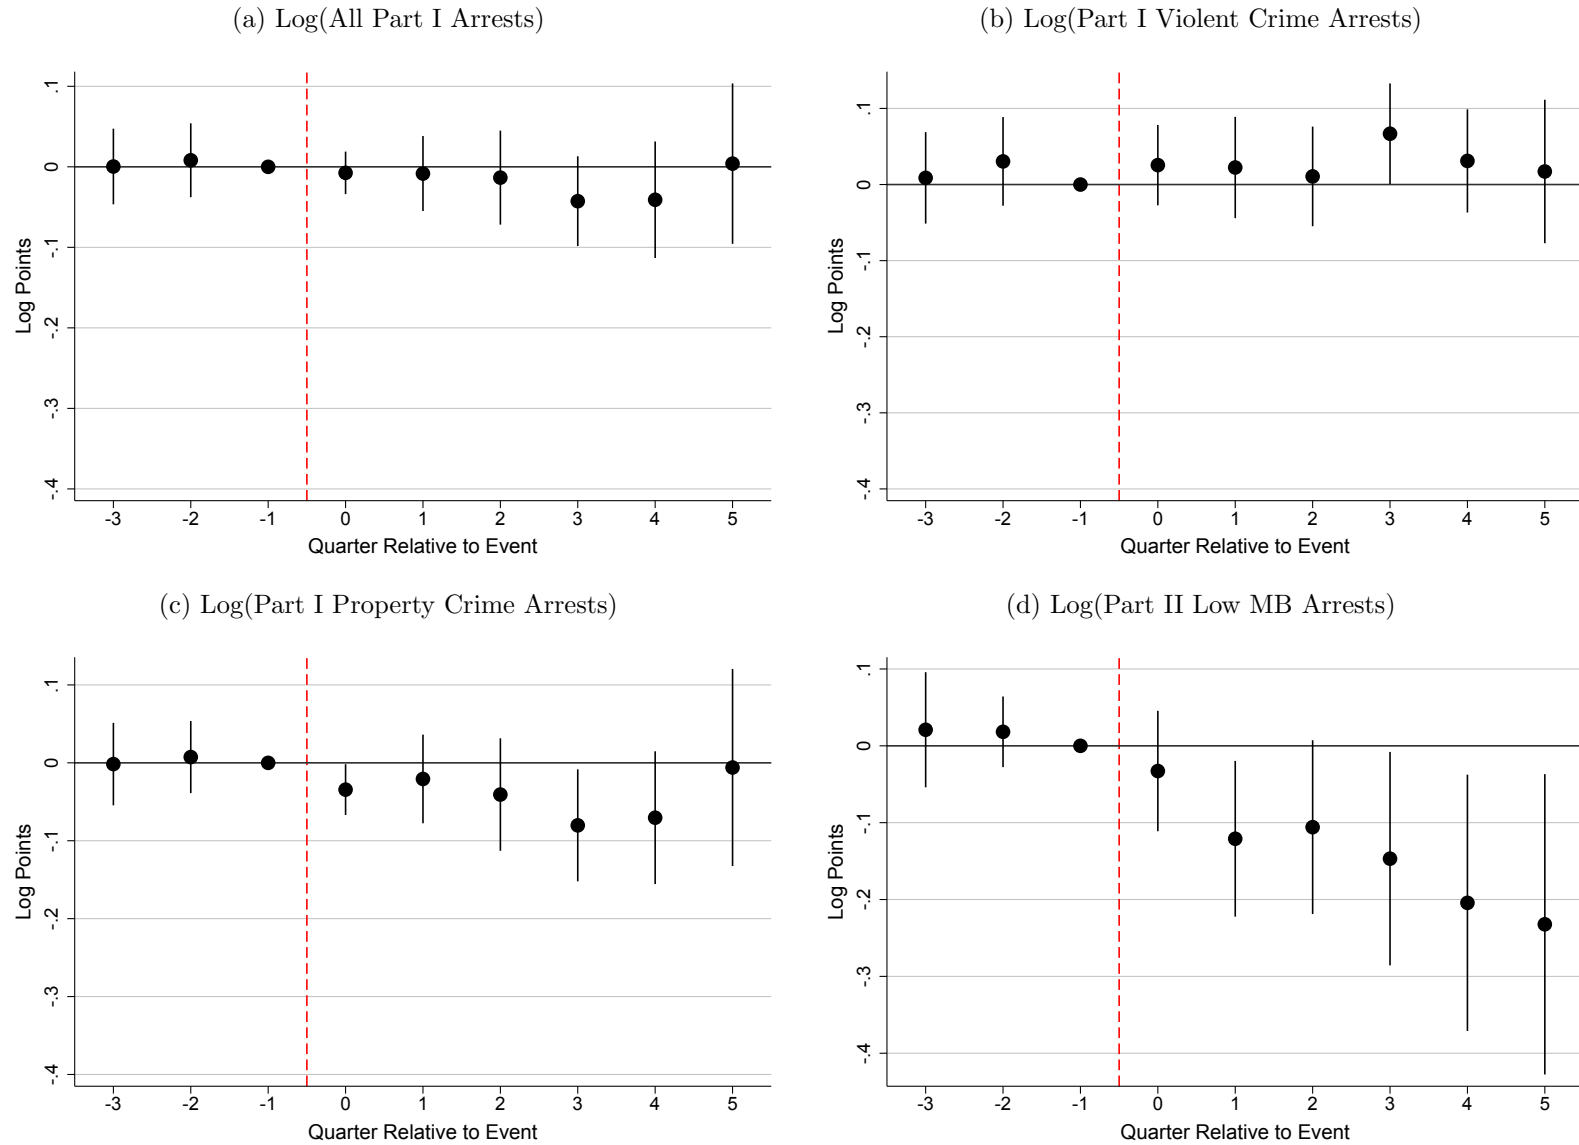 (a) Log(All Part I Arrests)
.1
0
-.1
-.2
-.3
-.4
Log Points
-3 -2 -1 0 1 2 3 4 5
Quarter Relative to Event
(b) Log(Part I Violent Crime Arrests)
.1
0
-.1
-.2
-.3
-.4
Log Points
-3 -2 -1 0 1 2 3 4 5
Quarter Relative to Event
(c) Log(Part I Property Crime Arrests)
.1
0
-.1
-.2
-.3
-.4
Log Points
-3 -2 -1 0 1 2 3 4 5
Quarter Relative to Event
(d) Log(Part II Low MB Arrests)
.1
0
-.1
-.2
-.3
-.4
Log Points
-3 -2 -1 0 1 2 3 4 5
Quarter Relative to Event